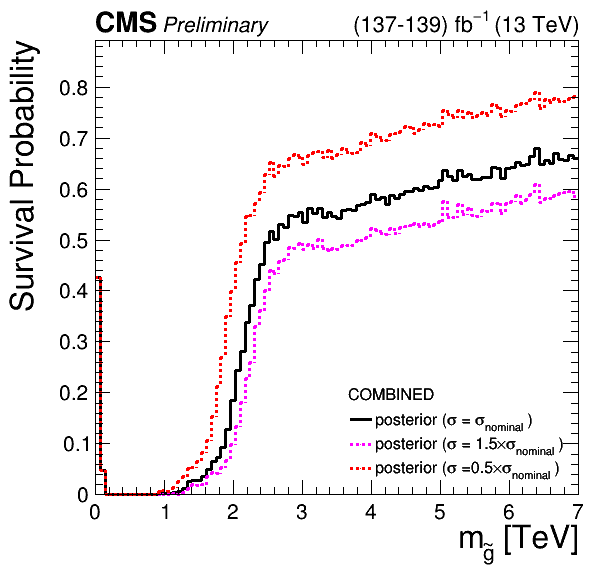 CMS Preliminary (137-139) fb⁻¹ (13 TeV)
Survival Probability
0.8
0.7
0.6
0.5
0.4
0.3
0.2
0.1
0
COMBINED
posterior (σ = σnominal)
posterior (σ = 1.5×σnominal)
posterior (σ =0.5×σnominal)
0 1 2 3 4 5 6 7
mg̃ [TeV]